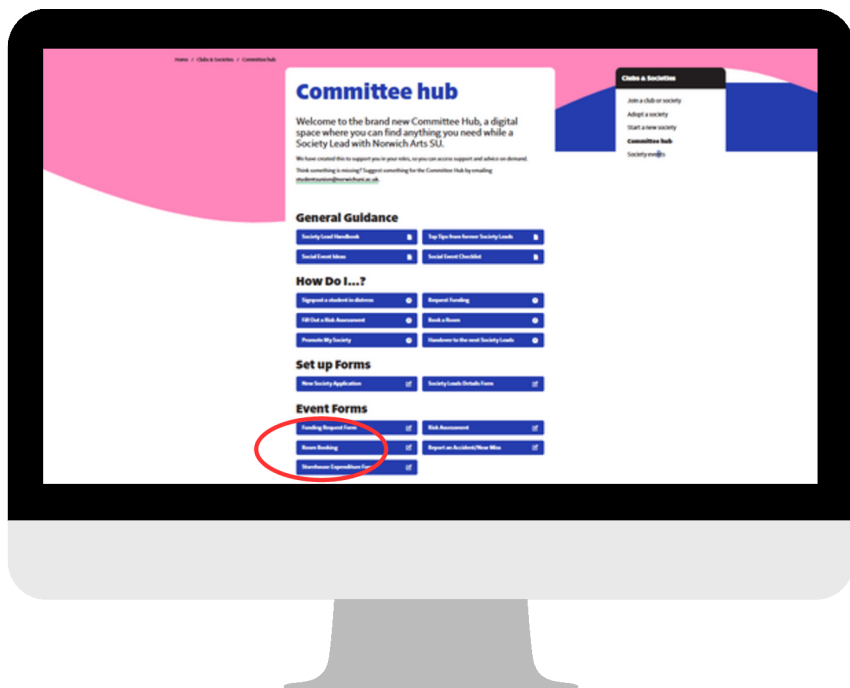 Home / Clubs & Societies / Committee hub
Committee hub
Welcome to the brand new Committee Hub, a digital
space where you can find anything you need while a
Society Lead with Norwich Arts SU.
We have created this to support you in your roles, so you can access support and advice on demand.
Think something is missing? Suggest something for the Committee Hub by emailing
studentsunion@norwichuni.ac.uk.
Clubs & Societies
Join a club or society
Adopt a society
Start a new society
Committee hub
Society events
General Guidance
Society Lead Handbook
Top Tips from former Society Leads
Social Event Ideas
Social Event Checklist
How Do I...?
Signpost a student in distress
Request Funding
Fill Out a Risk Assessment
Book a Room
Promote My Society
Handover to the next Society Leads
Set up Forms
New Society Application
Society Leads Details Form
Event Forms
Funding Request Form
Risk Assessment
Room Booking
Report an Accident/Near Miss
Storehouse Expenditure Form